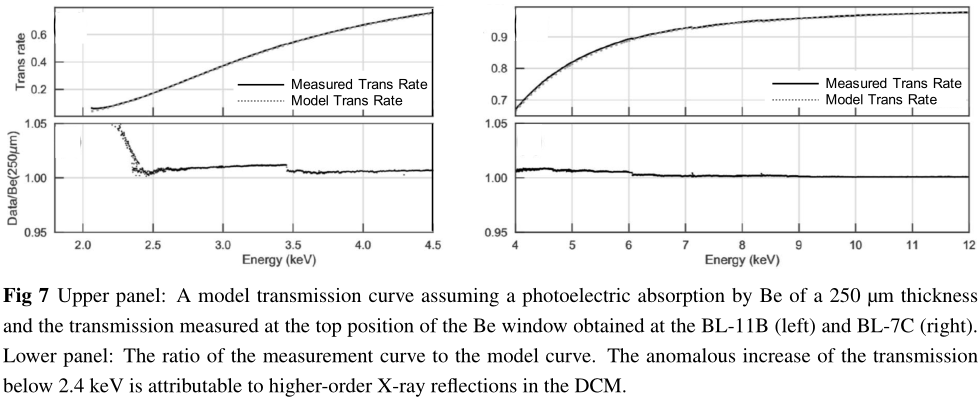 Trans rate
0.6
0.4
0.2
Measured Trans Rate
Model Trans Rate
Data/Be(250μm)
1.05
1.00
0.95
2.0 2.5 3.0 3.5 4.0 4.5
Energy (keV)
0.9
0.8
0.7
Measured Trans Rate
Model Trans Rate
1.05
1.00
0.95
4 5 6 7 8 9 10 11 12
Energy (keV)
Fig 7 Upper panel: A model transmission curve assuming a photoelectric absorption by Be of a 250 μm thickness
and the transmission measured at the top position of the Be window obtained at the BL-11B (left) and BL-7C (right).
Lower panel: The ratio of the measurement curve to the model curve. The anomalous increase of the transmission
below 2.4 keV is attributable to higher-order X-ray reflections in the DCM.